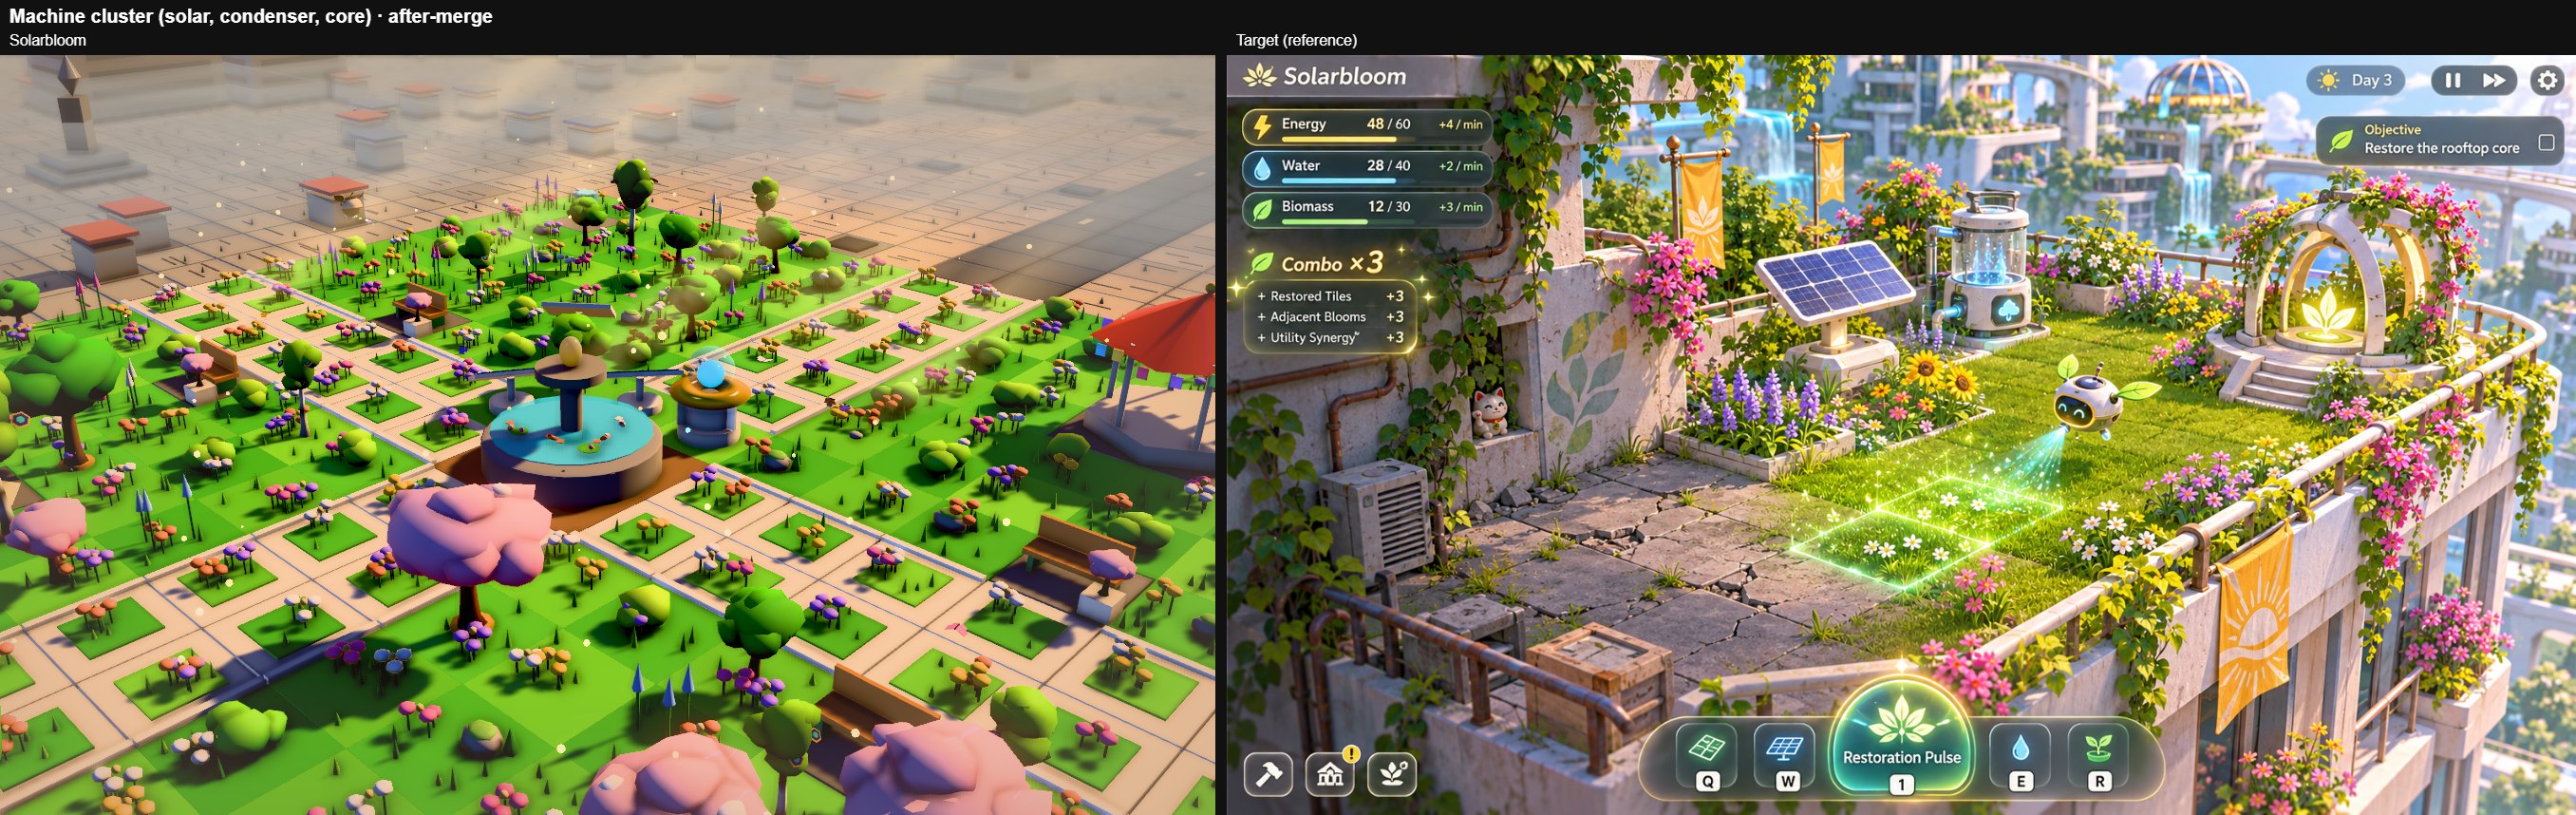 Machine cluster (solar, condenser, core) · after-merge
Solarbloom
Target (reference)
Solarbloom
Day 3
Energy 48 / 60 +4 / min
Water 28 / 40 +2 / min
Biomass 12 / 30 +3 / min
Objective
Restore the rooftop core
Combo ×3
+ Restored Tiles +3
+ Adjacent Blooms +3
+ Utility Synergy +3
!
Restoration Pulse
Q
W
1
E
R